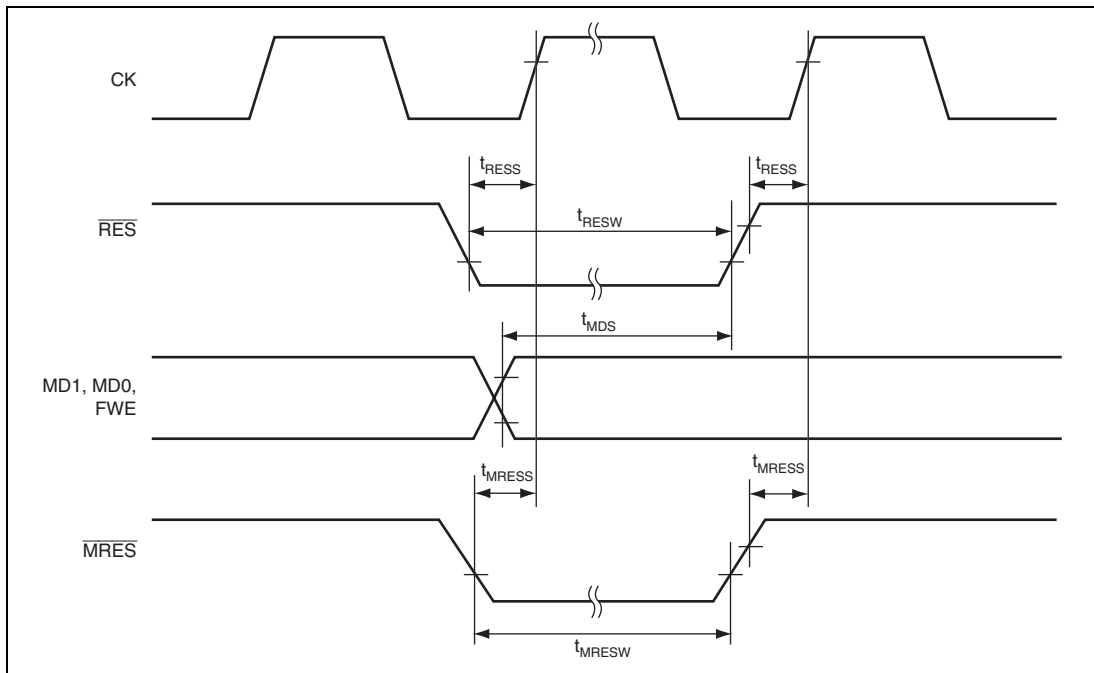 CK
tRESS
tRESS
tRESW
RES
tMDS
MD1, MD0,
FWE
tMRESS
tMRESS
MRES
tMRESW